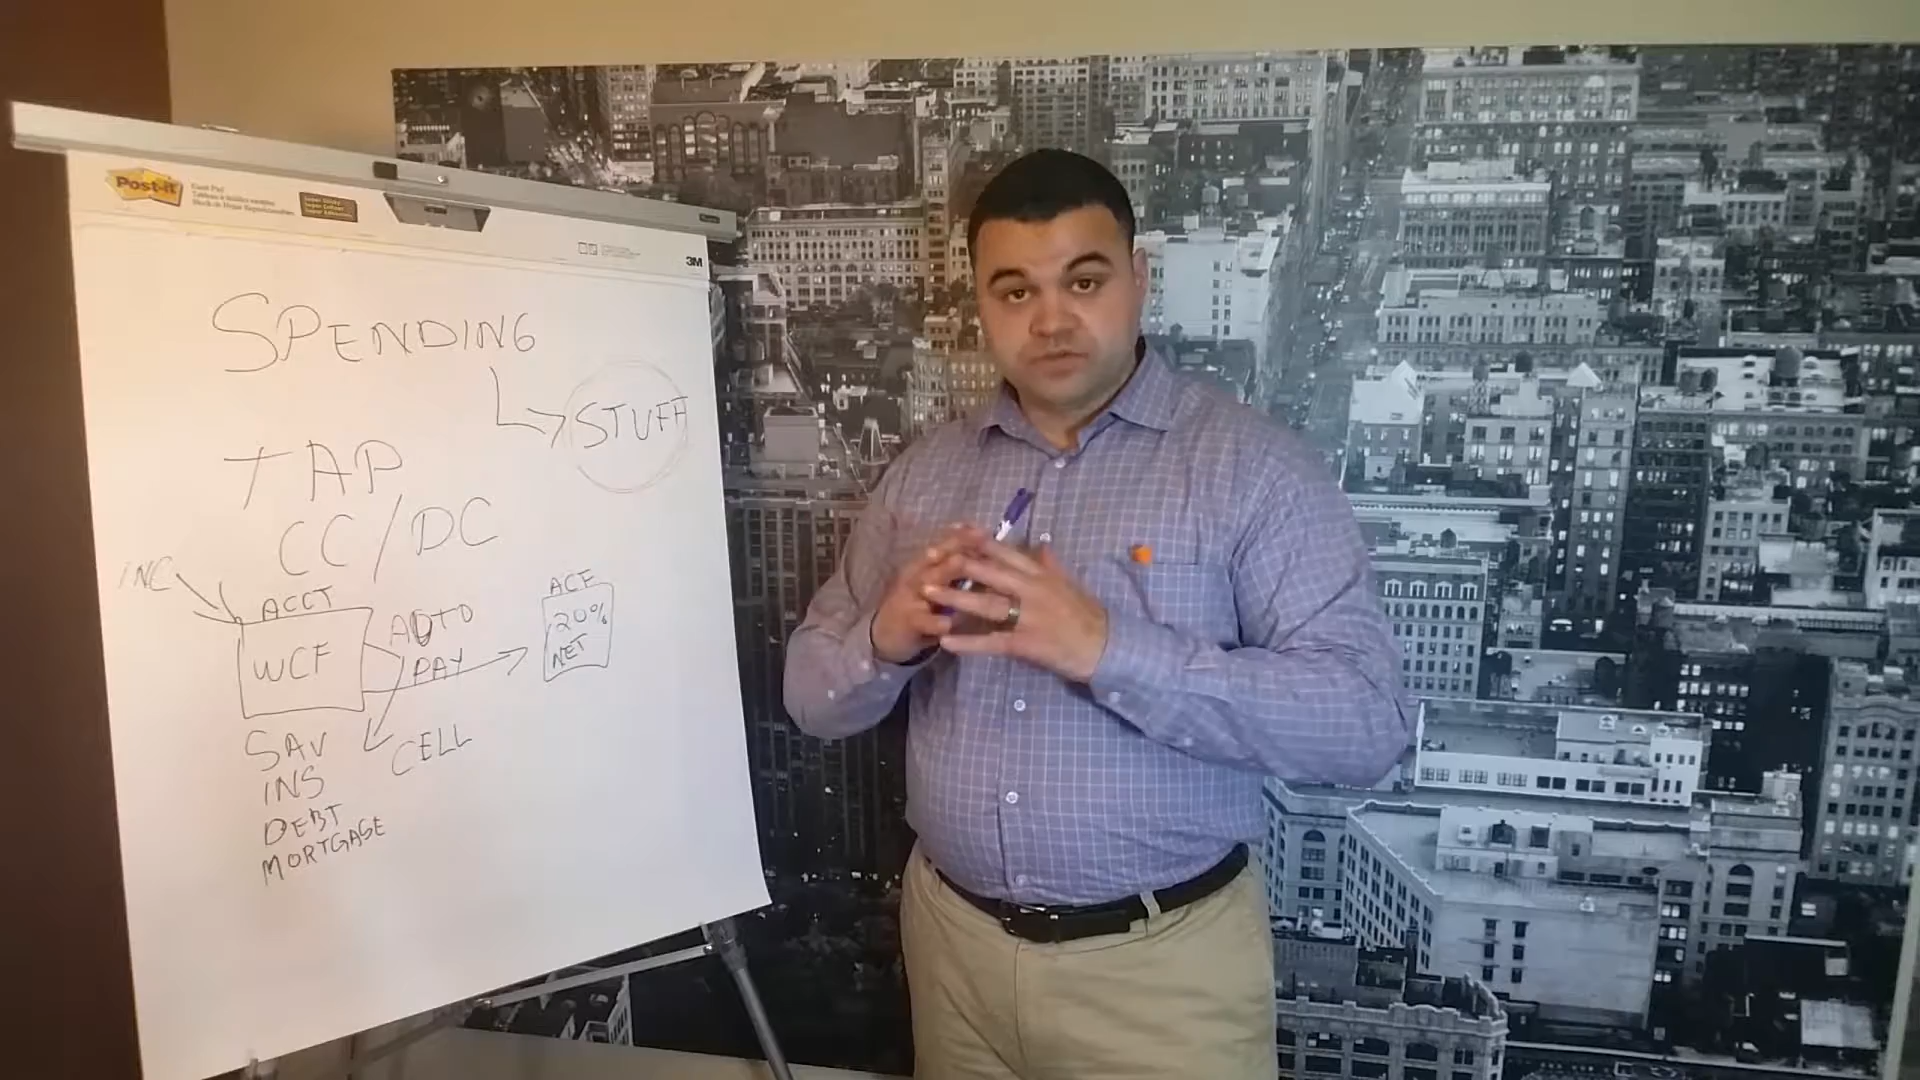 Post-it
3M
SPENDING
STUFF
TAP
CC/DC
INC
ACCT
WCF
AUTO
PAY
ACF
20%
NET
SAV
INS
DEBT
MORTGAGE
CELL